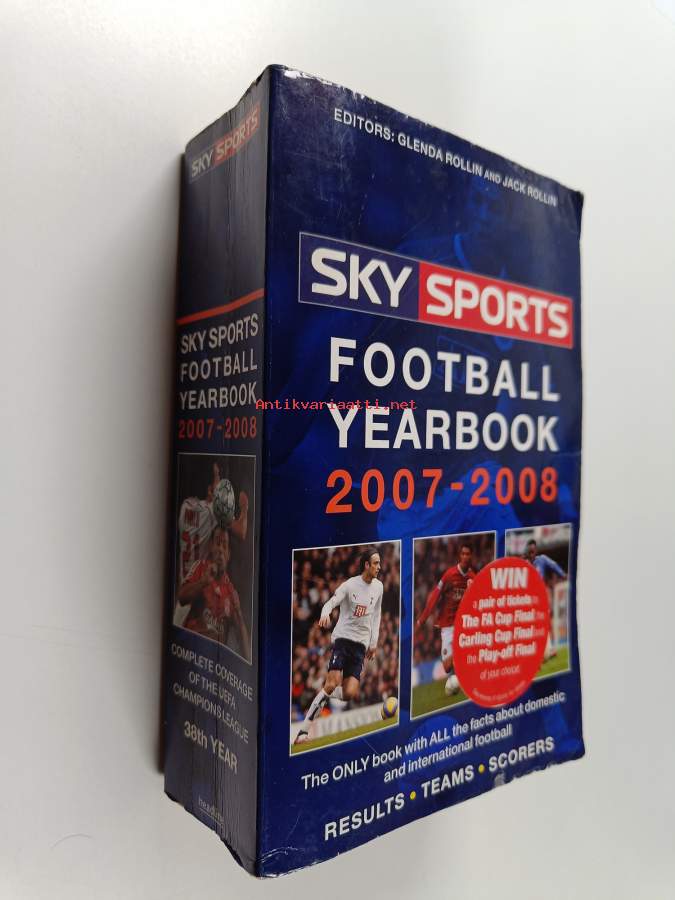 SKY SPORTS
SKY SPORTS
FOOTBALL
YEARBOOK
2007-2008
COMPLETE COVERAGE
OF THE UEFA
CHAMPIONS LEAGUE
38th YEAR
EDITORS: GLENDA ROLLIN AND JACK ROLLIN
SKY SPORTS
FOOTBALL
YEARBOOK
2007-2008
Antikvariaatti.net
WIN
a pair of tickets to
The FA Cup Final, the
Carling Cup Final and
the Play-off Final
of your choice!
The ONLY book with ALL the facts about domestic
and international football
RESULTS • TEAMS • SCORERS